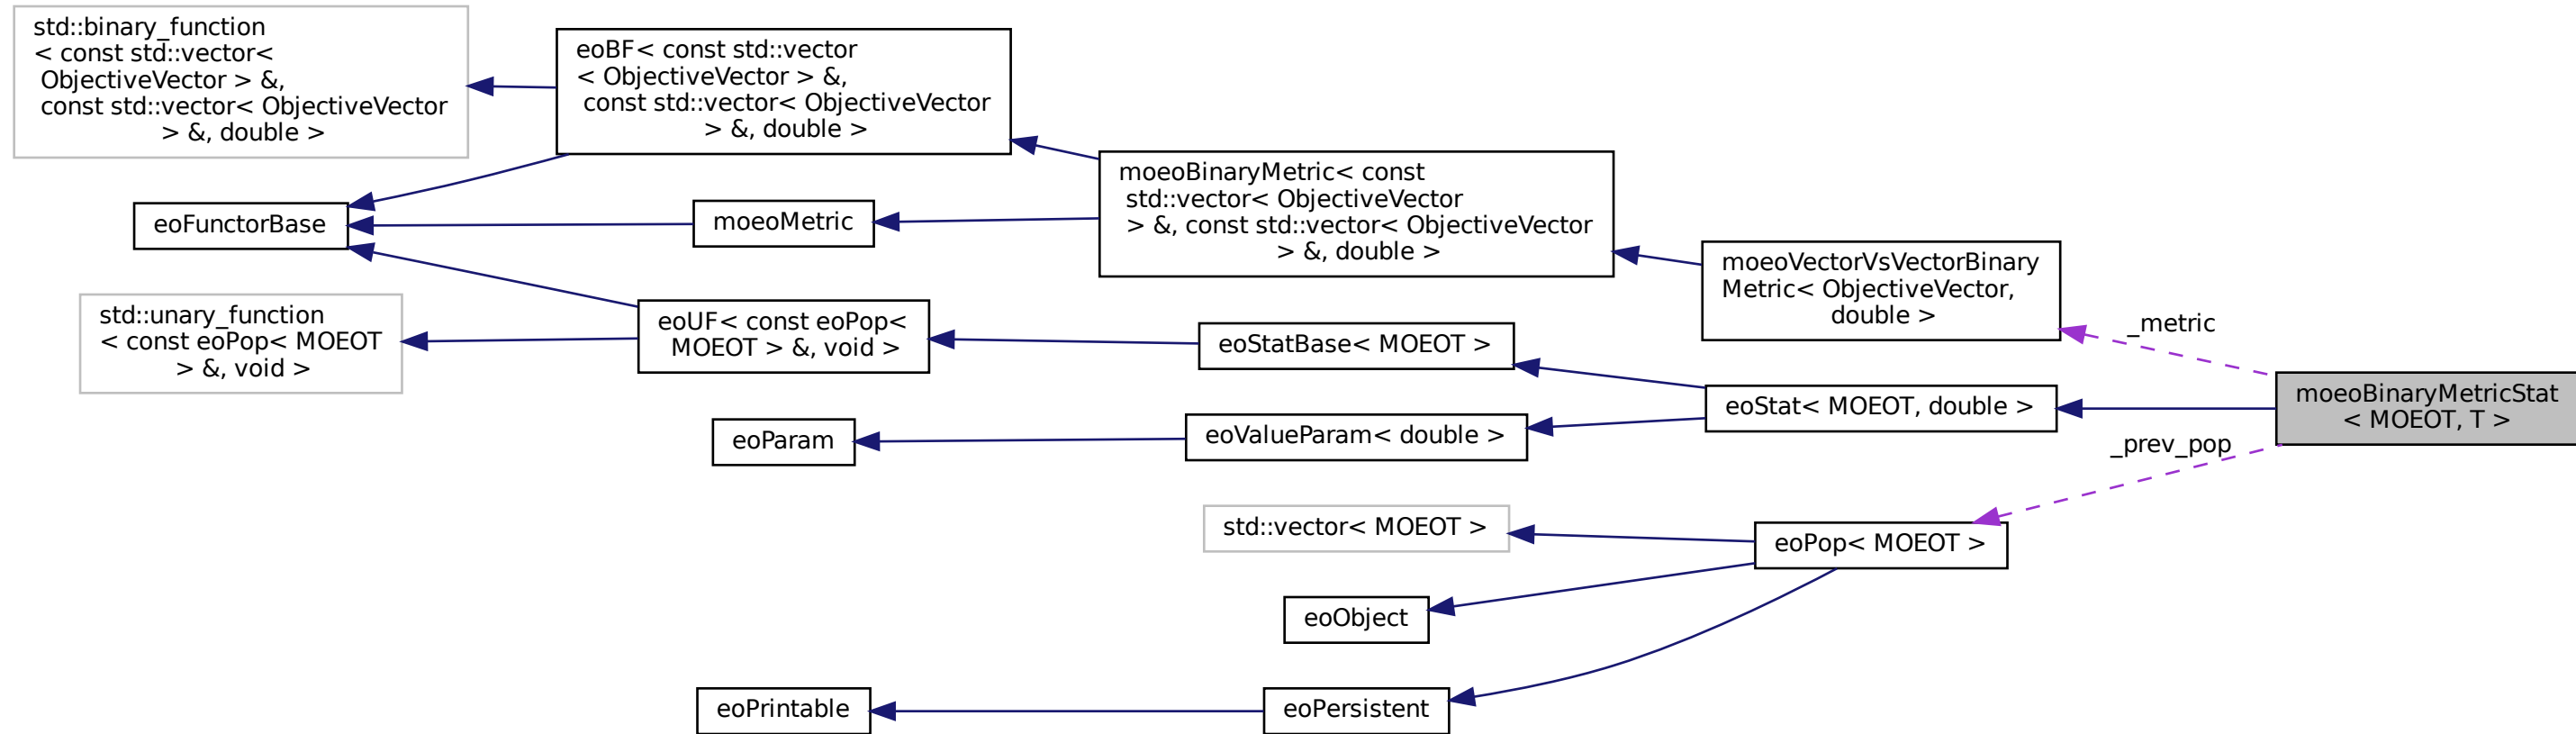 std::binary_function
< const std::vector<
ObjectiveVector > &,
const std::vector< ObjectiveVector
> &, double >
eoBF< const std::vector
< ObjectiveVector > &,
const std::vector< ObjectiveVector
> &, double >
moeoBinaryMetric< const
std::vector< ObjectiveVector
> &, const std::vector< ObjectiveVector
> &, double >
eoFunctorBase
moeoMetric
moeoVectorVsVectorBinary
Metric< ObjectiveVector,
double >
std::unary_function
< const eoPop< MOEOT
> &, void >
eoUF< const eoPop<
MOEOT > &, void >
eoStatBase< MOEOT >
_metric
eoStat< MOEOT, double >
moeoBinaryMetricStat
< MOEOT, T >
eoParam
eoValueParam< double >
_prev_pop
std::vector< MOEOT >
eoPop< MOEOT >
eoObject
eoPrintable
eoPersistent